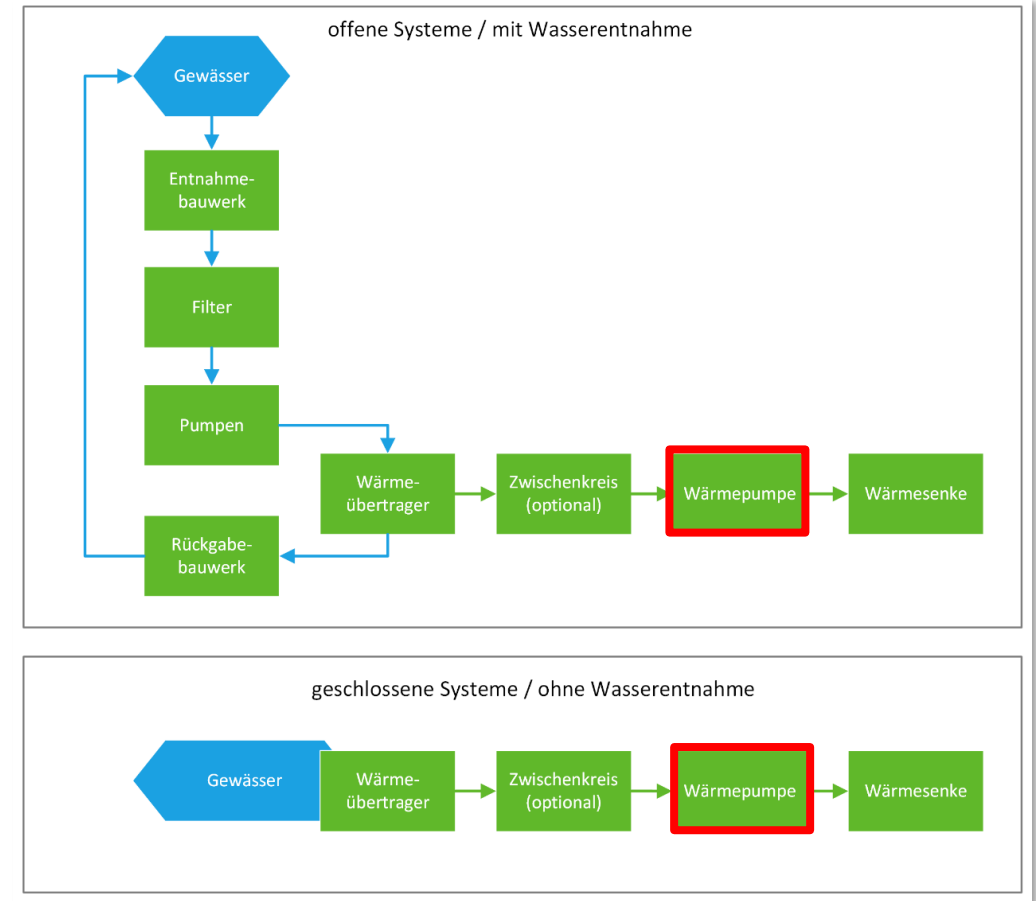 offene Systeme / mit Wasserentnahme
Gewässer
Entnahme-
bauwerk
Filter
Pumpen
Wärme-
übertrager
Zwischenkreis
(optional)
Wärmepumpe
Wärmesenke
Rückgabe-
bauwerk
geschlossene Systeme / ohne Wasserentnahme
Gewässer
Wärme-
übertrager
Zwischenkreis
(optional)
Wärmepumpe
Wärmesenke